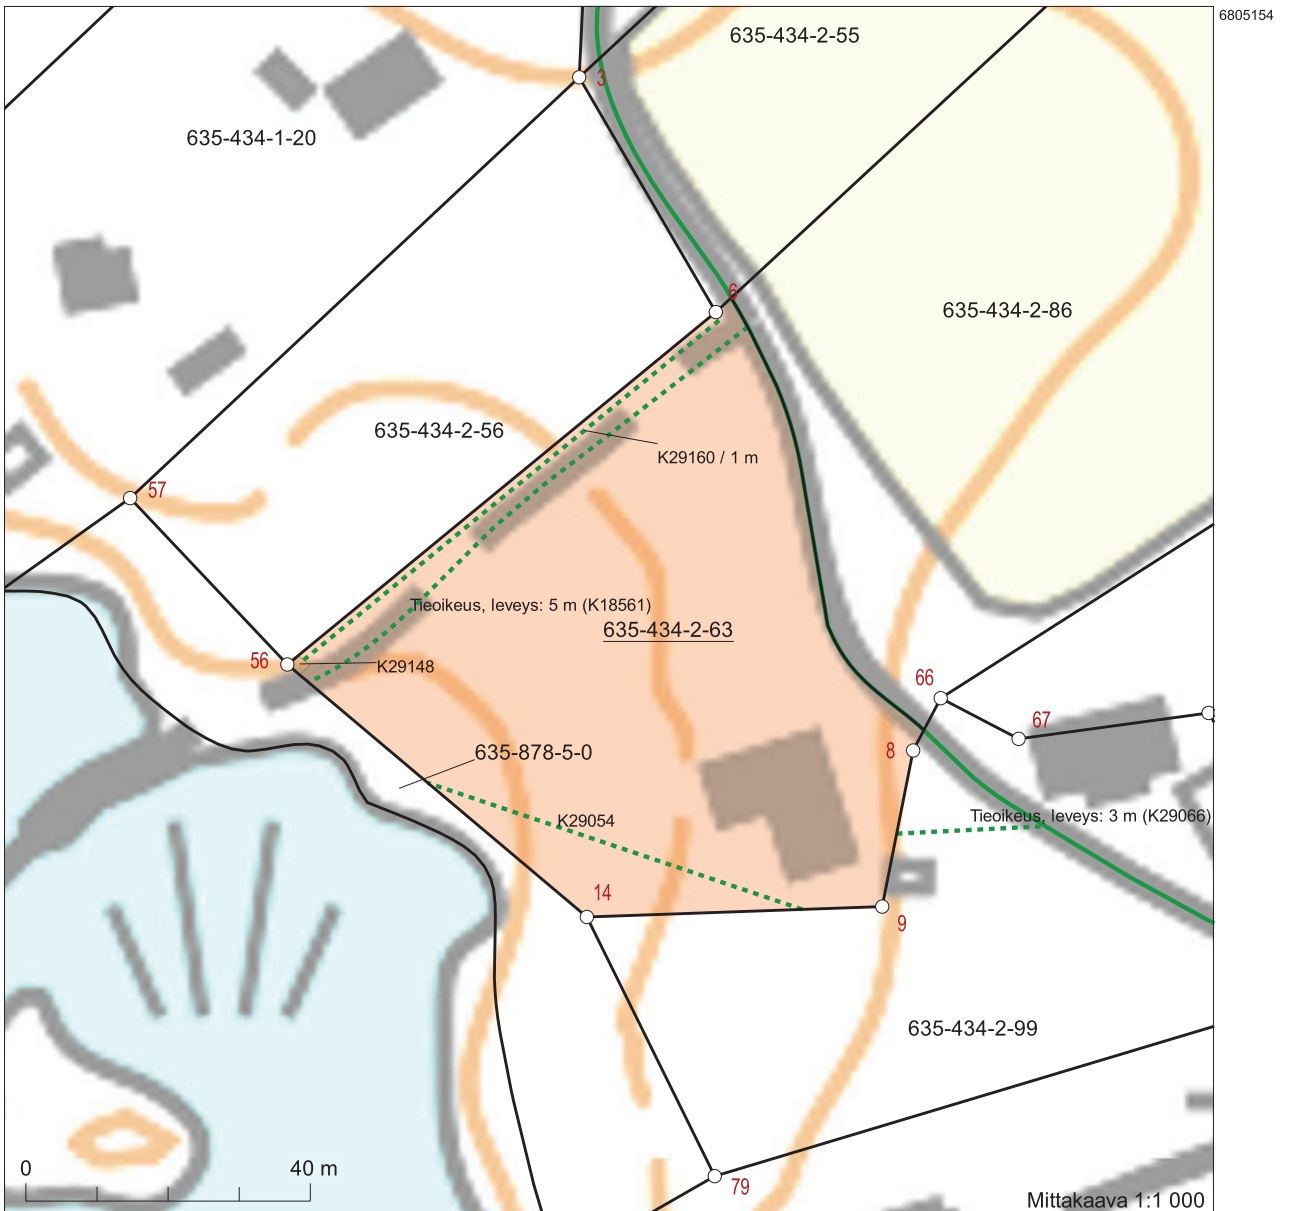 6805154
635-434-2-55
3
635-434-1-20
6
635-434-2-86
635-434-2-56
K29160 / 1 m
57
Tieoikeus, leveys: 5 m (K18561)
635-434-2-63
56
K29148
66
67
8
635-878-5-0
K29054
Tieoikeus, leveys: 3 m (K29066)
14
9
635-434-2-99
0
40 m
79
Mittakaava 1:1 000